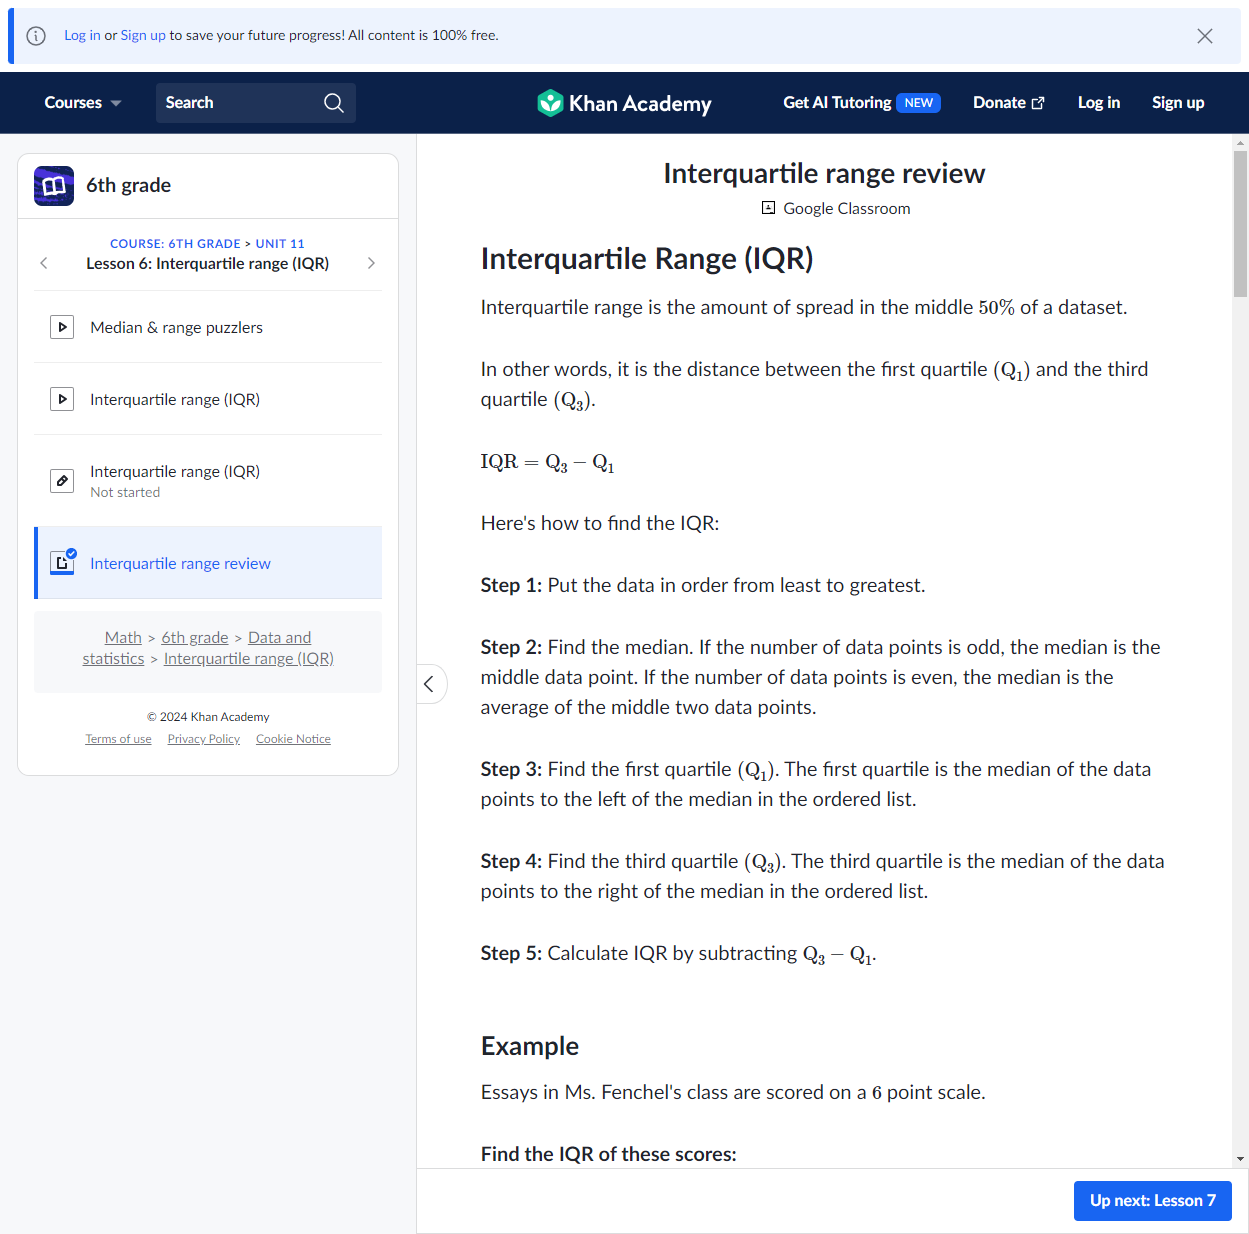 Log in or Sign up to save your future progress! All content is 100% free.
Courses
Search
Khan Academy
Get AI Tutoring NEW
Donate
Log in
Sign up
6th grade
COURSE: 6TH GRADE > UNIT 11
Lesson 6: Interquartile range (IQR)
Median & range puzzlers
Interquartile range (IQR)
Interquartile range (IQR)
Not started
Interquartile range review
Math > 6th grade > Data and
statistics > Interquartile range (IQR)
© 2024 Khan Academy
Terms of use Privacy Policy Cookie Notice
Interquartile range review
Google Classroom
Interquartile Range (IQR)
Interquartile range is the amount of spread in the middle 50% of a dataset.
In other words, it is the distance between the first quartile (Q₁) and the third
quartile (Q₃).
IQR = Q₃ − Q₁
Here's how to find the IQR:
Step 1: Put the data in order from least to greatest.
Step 2: Find the median. If the number of data points is odd, the median is the
middle data point. If the number of data points is even, the median is the
average of the middle two data points.
Step 3: Find the first quartile (Q₁). The first quartile is the median of the data
points to the left of the median in the ordered list.
Step 4: Find the third quartile (Q₃). The third quartile is the median of the data
points to the right of the median in the ordered list.
Step 5: Calculate IQR by subtracting Q₃ − Q₁.
Example
Essays in Ms. Fenchel's class are scored on a 6 point scale.
Find the IQR of these scores:
Up next: Lesson 7